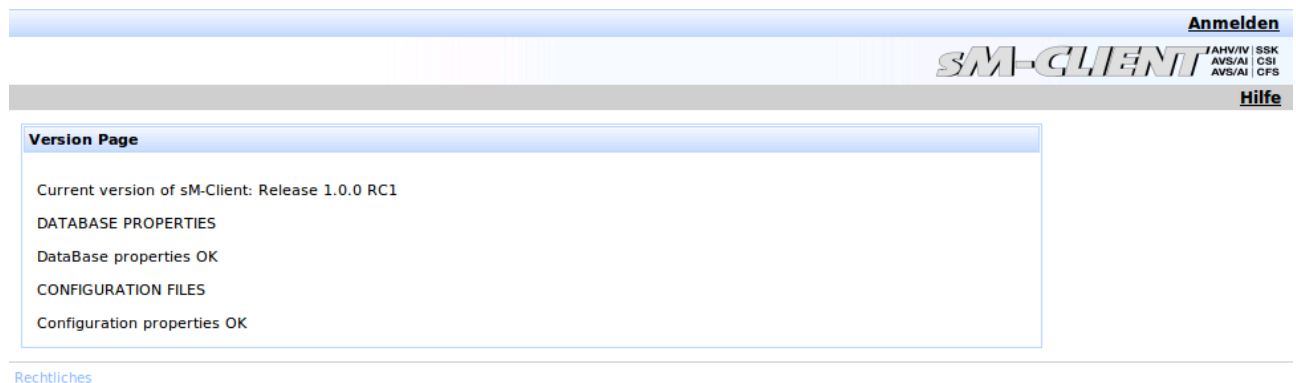 Anmelden
sM-CLIENT
AHV/IV | SSK
AVS/AI | CSI
AVS/AI | CFS
Hilfe
Version Page
Current version of sM-Client: Release 1.0.0 RC1
DATABASE PROPERTIES
DataBase properties OK
CONFIGURATION FILES
Configuration properties OK
Rechtliches